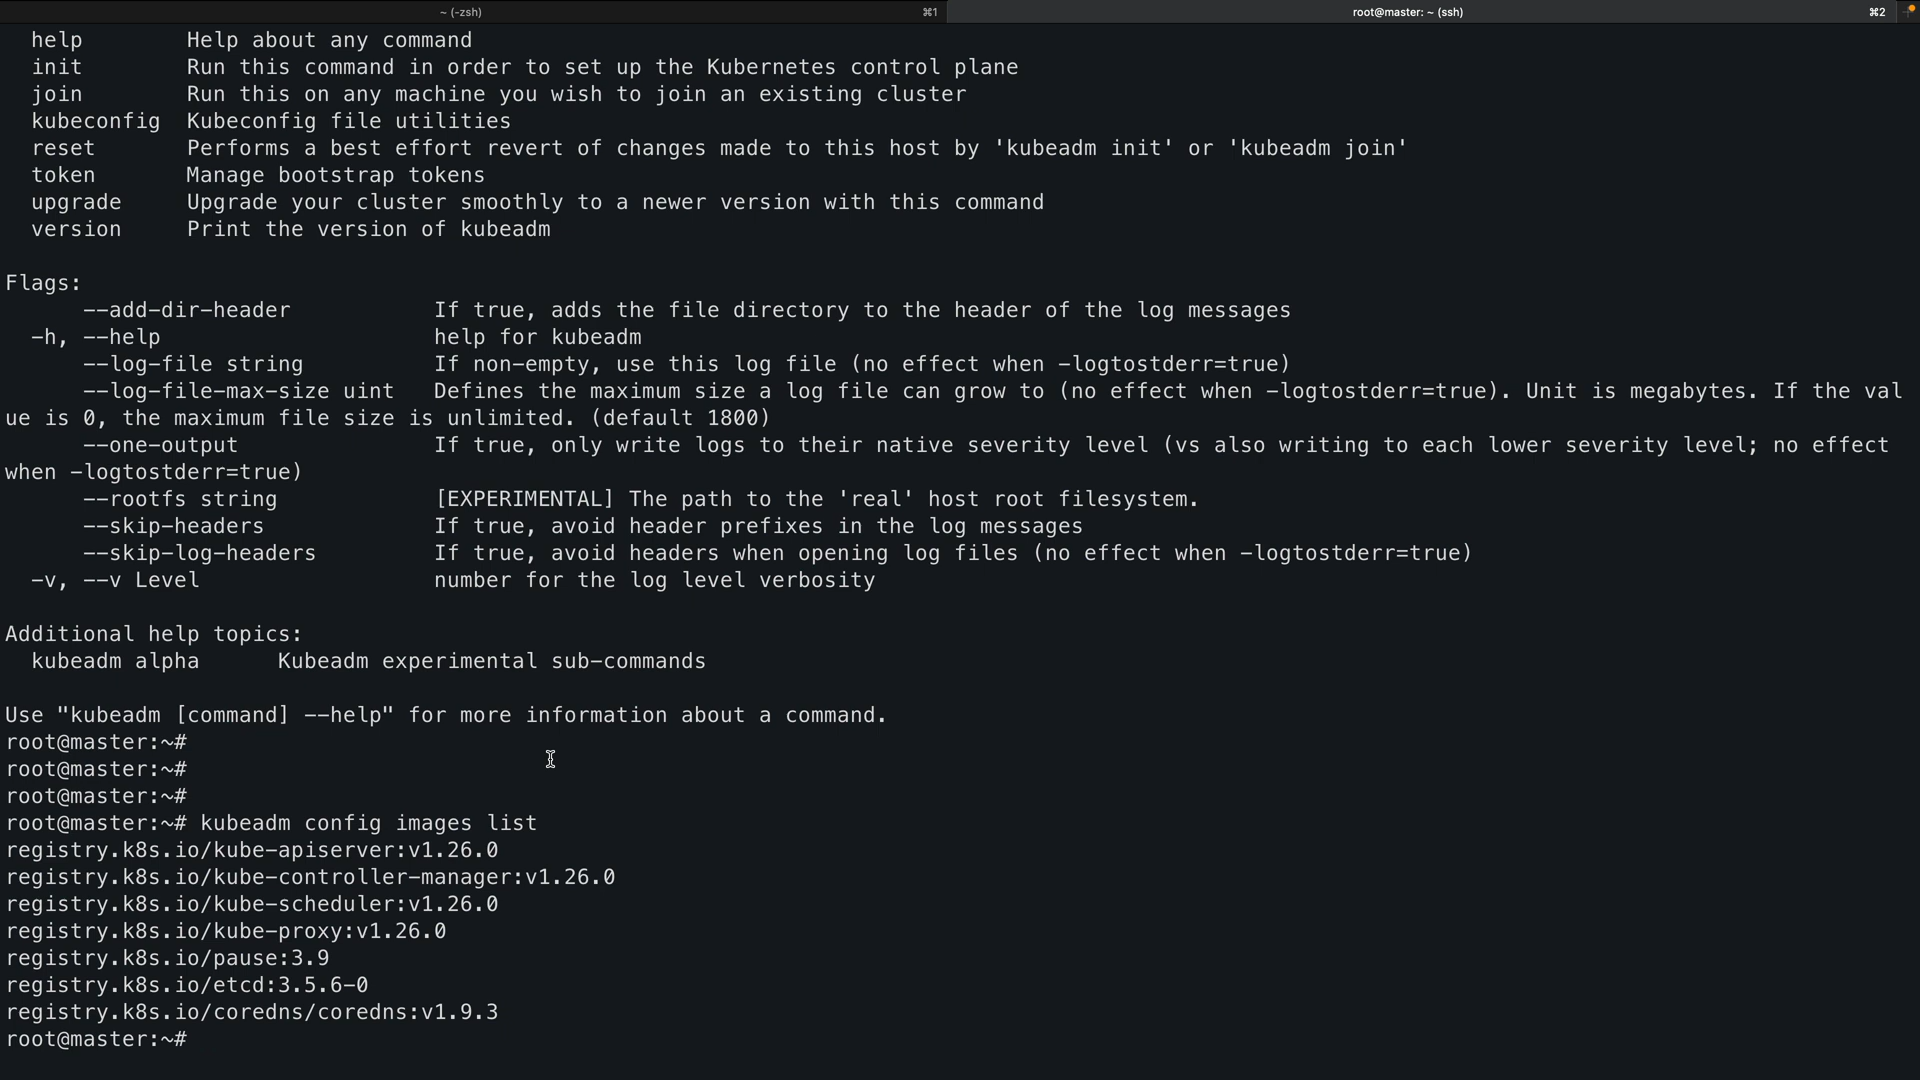 ~ (-zsh) ⌘1 root@master: ~ (ssh) ⌘2
help Help about any command
init Run this command in order to set up the Kubernetes control plane
join Run this on any machine you wish to join an existing cluster
kubeconfig Kubeconfig file utilities
reset Performs a best effort revert of changes made to this host by 'kubeadm init' or 'kubeadm join'
token Manage bootstrap tokens
upgrade Upgrade your cluster smoothly to a newer version with this command
version Print the version of kubeadm
Flags:
--add-dir-header If true, adds the file directory to the header of the log messages
-h, --help help for kubeadm
--log-file string If non-empty, use this log file (no effect when -logtostderr=true)
--log-file-max-size uint Defines the maximum size a log file can grow to (no effect when -logtostderr=true). Unit is megabytes. If the val
ue is 0, the maximum file size is unlimited. (default 1800)
--one-output If true, only write logs to their native severity level (vs also writing to each lower severity level; no effect
when -logtostderr=true)
--rootfs string [EXPERIMENTAL] The path to the 'real' host root filesystem.
--skip-headers If true, avoid header prefixes in the log messages
--skip-log-headers If true, avoid headers when opening log files (no effect when -logtostderr=true)
-v, --v Level number for the log level verbosity
Additional help topics:
kubeadm alpha Kubeadm experimental sub-commands
Use "kubeadm [command] --help" for more information about a command.
root@master:~#
root@master:~#
root@master:~#
root@master:~# kubeadm config images list
registry.k8s.io/kube-apiserver:v1.26.0
registry.k8s.io/kube-controller-manager:v1.26.0
registry.k8s.io/kube-scheduler:v1.26.0
registry.k8s.io/kube-proxy:v1.26.0
registry.k8s.io/pause:3.9
registry.k8s.io/etcd:3.5.6-0
registry.k8s.io/coredns/coredns:v1.9.3
root@master:~#